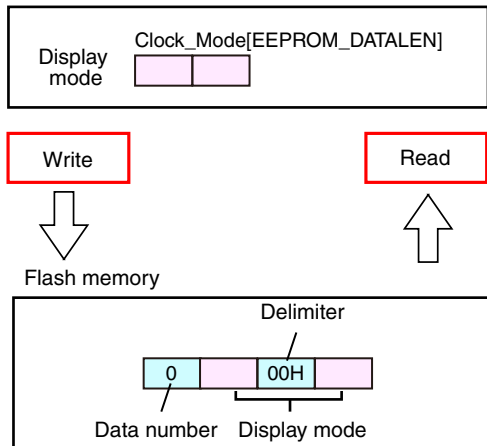 Clock_Mode[EEPROM_DATALEN]
Display
mode
Write
Read
Flash memory
Delimiter
0
00H
Data number
Display mode